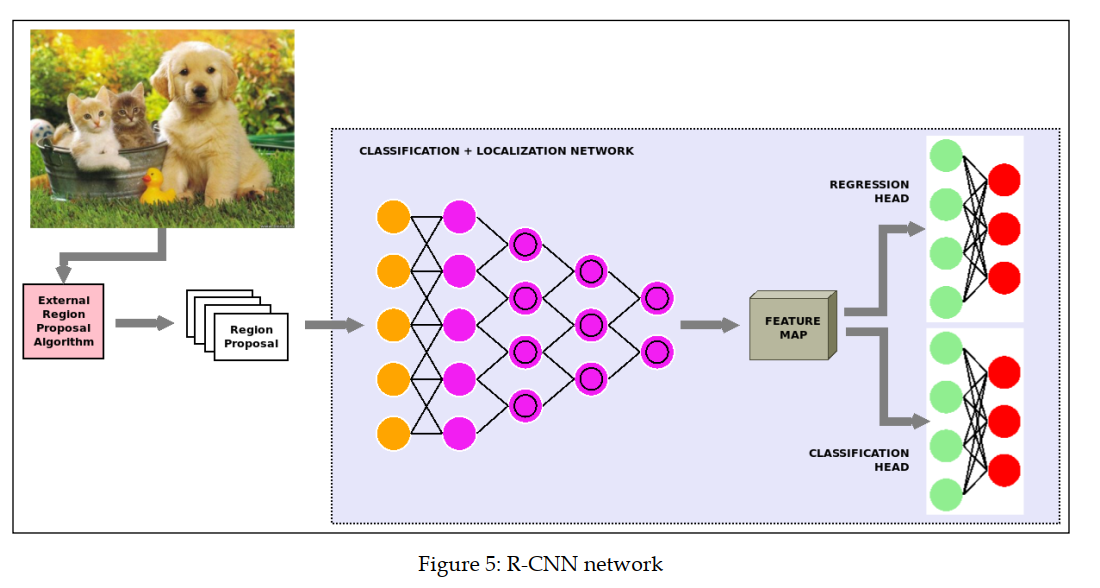 CLASSIFICATION + LOCALIZATION NETWORK
REGRESSION
HEAD
External
Region
Proposal
Algorithm
Region
Proposal
FEATURE
MAP
CLASSIFICATION
HEAD
Figure 5: R-CNN network